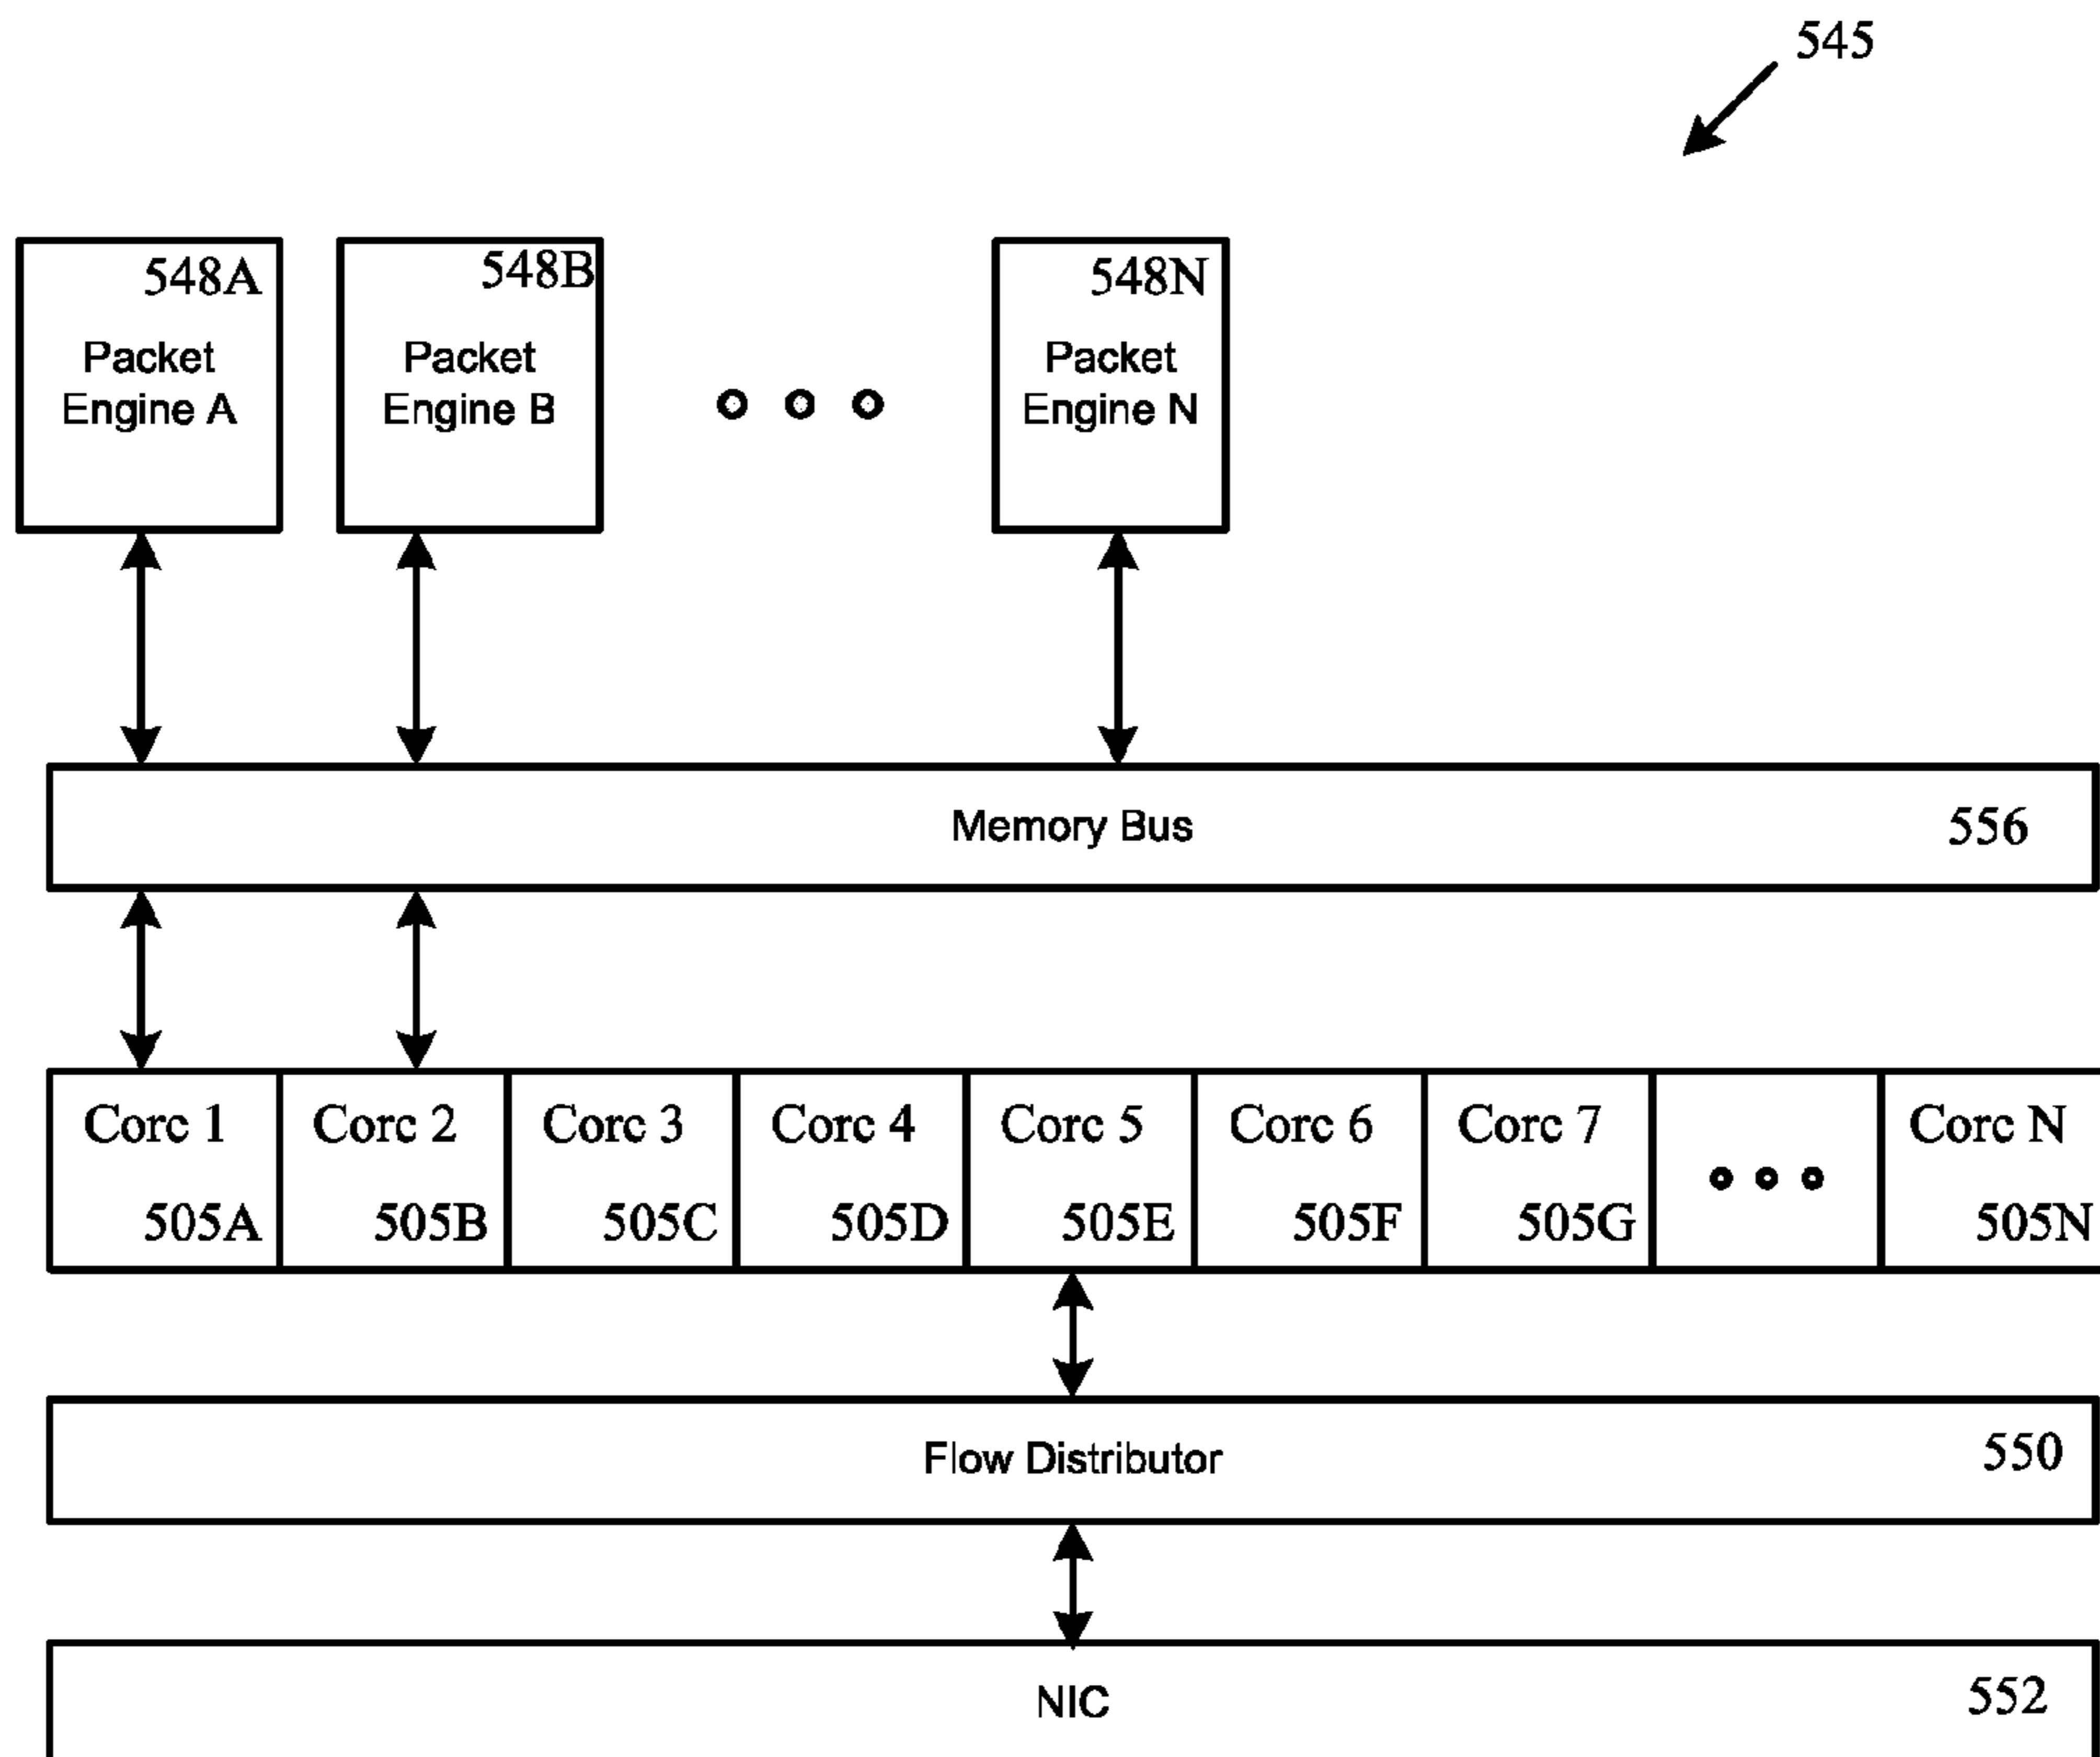 545
548A
Packet
Engine A
548B
Packet
Engine B
548N
Packet
Engine N
Memory Bus
556
Corc 1
505A
Corc 2
505B
Corc 3
505C
Corc 4
505D
Corc 5
505E
Corc 6
505F
Corc 7
505G
Corc N
505N
Flow Distributor
550
NIC
552